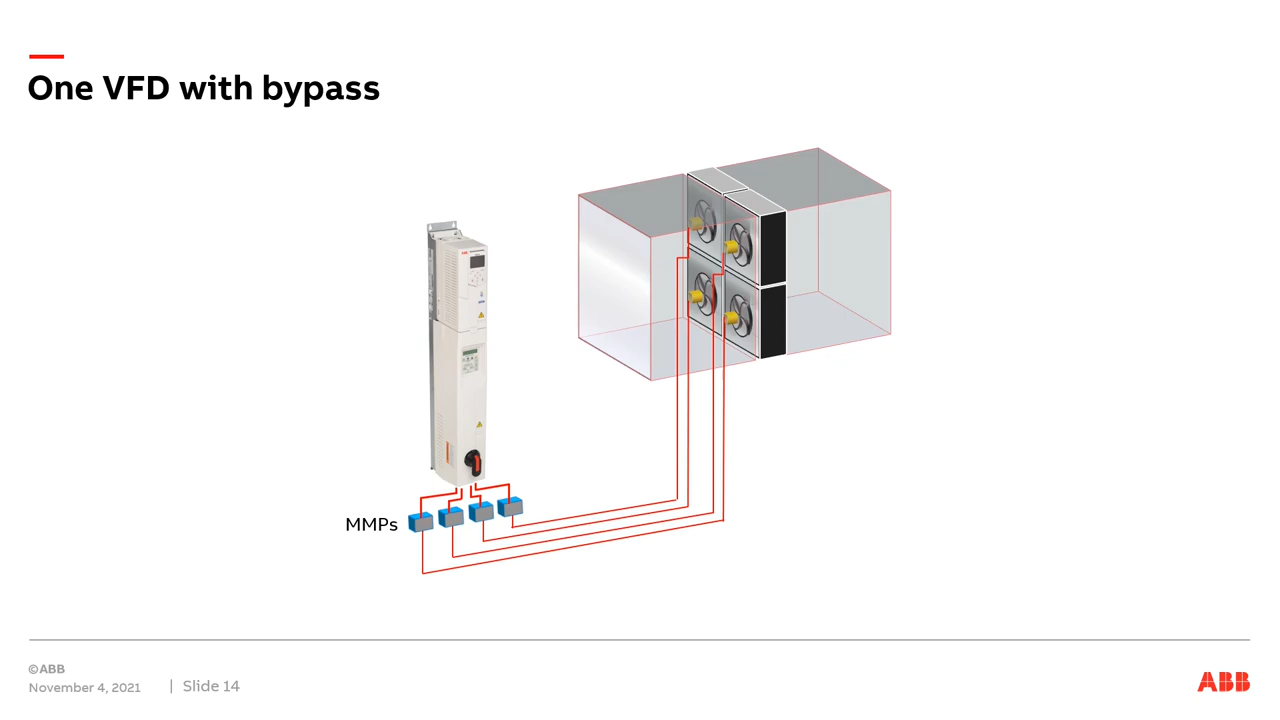 One VFD with bypass
MMPs
©ABB
November 4, 2021
| Slide 14
ABB